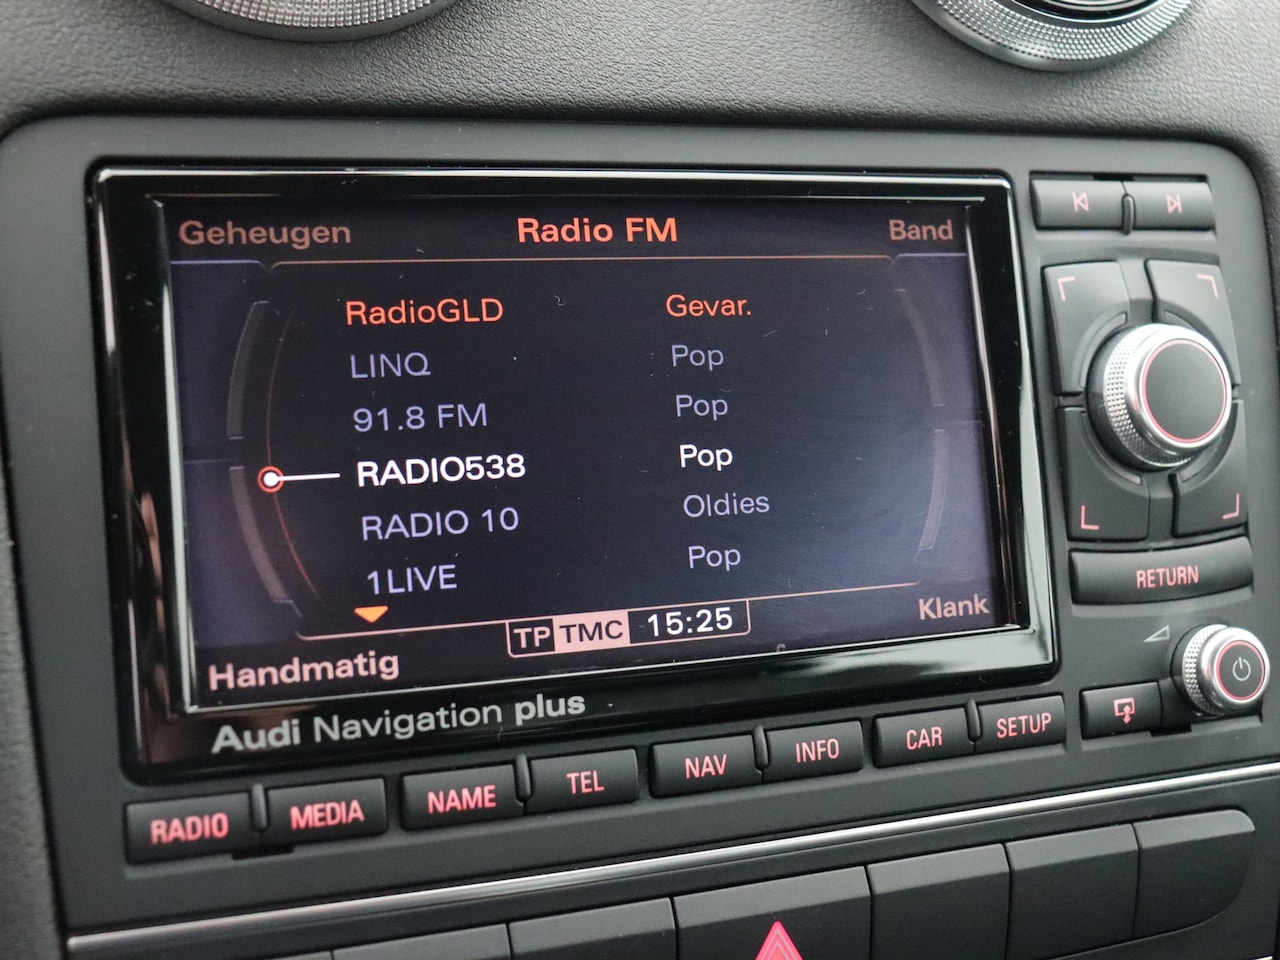 Geheugen Radio FM Band
RadioGLD Gevar.
LINQ Pop
91.8 FM Pop
RADIO538 Pop
RADIO 10 Oldies
1LIVE Pop
TP TMC 15:25
Handmatig Klank
Audi Navigation plus
RETURN
RADIO MEDIA NAME TEL NAV INFO CAR SETUP